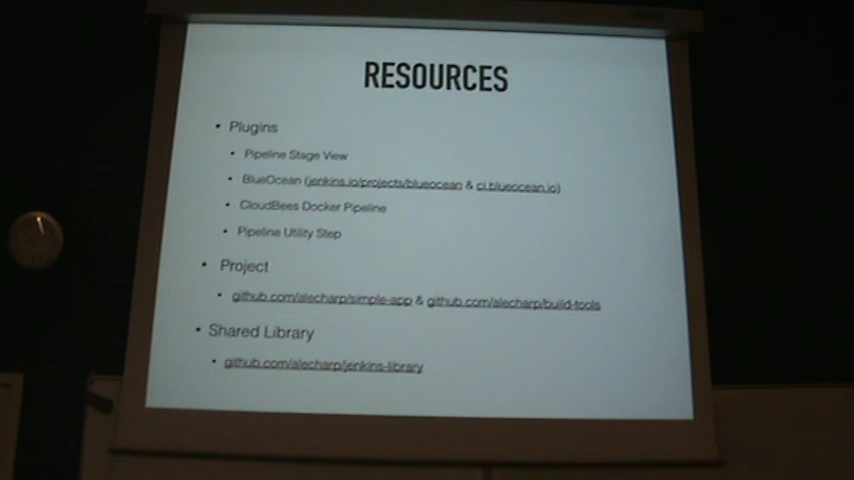 RESOURCES
• Plugins
• Pipeline Stage View
• BlueOcean (jenkins.io/projects/blueocean & ci.blueocean.io)
• CloudBees Docker Pipeline
• Pipeline Utility Step
• Project
• github.com/alecharp/simple-app & github.com/alecharp/build-tools
• Shared Library
• github.com/alecharp/jenkins-library